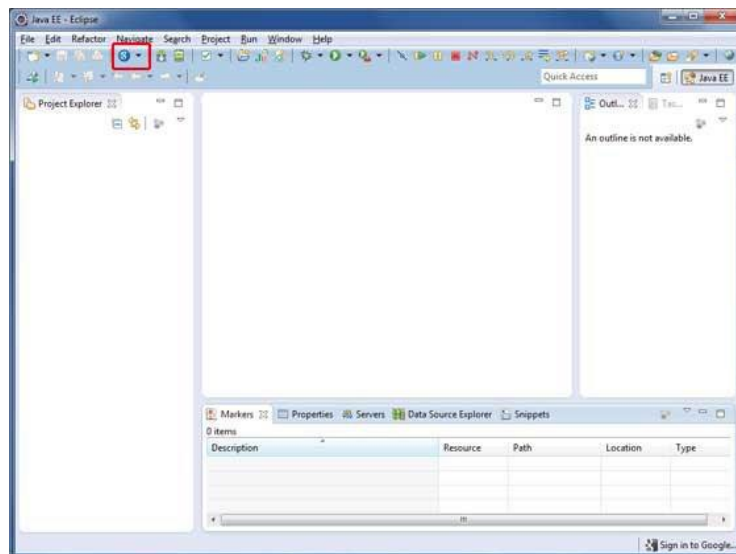 Java EE - Eclipse
File Edit Refactor Navigate Search Project Run Window Help
Quick Access
Java EE
Project Explorer
Outl...
Tas...
An outline is not available.
Markers Properties Servers Data Source Explorer Snippets
0 items
Description Resource Path Location Type
Sign in to Google...